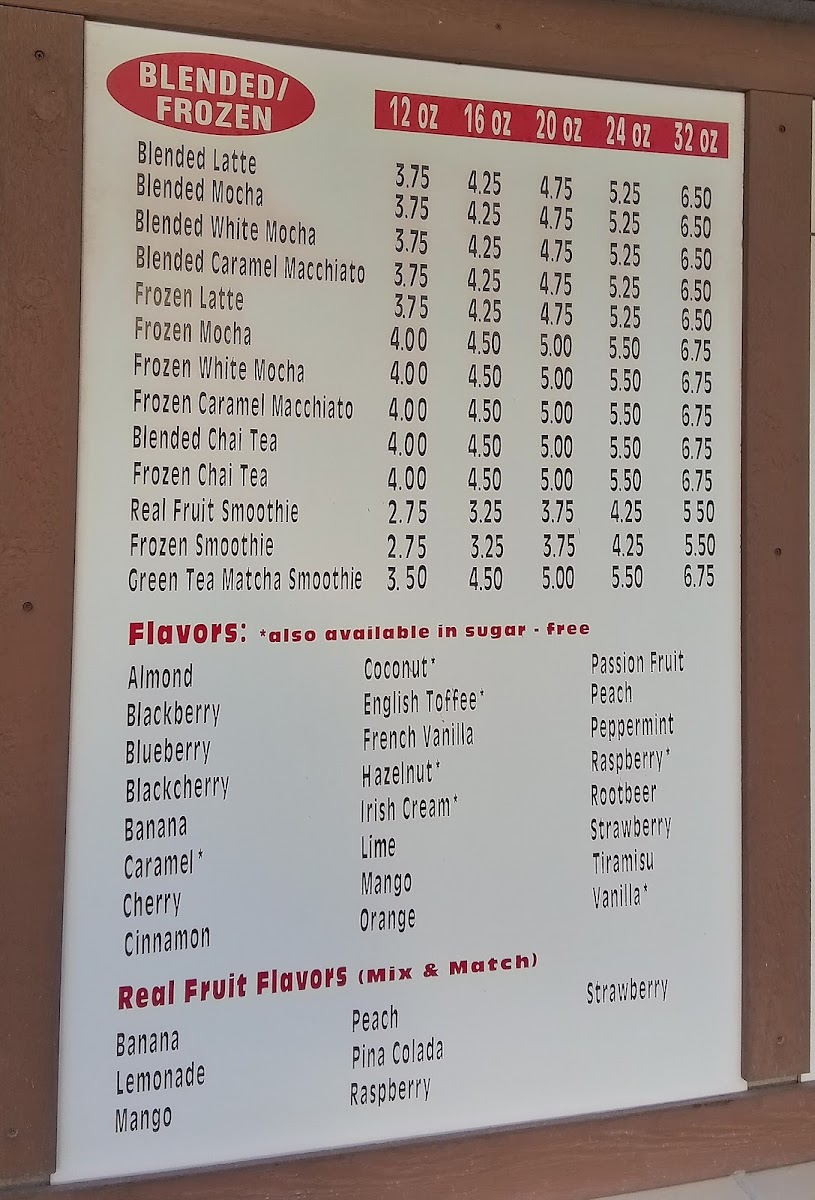 BLENDED/
FROZEN
12 oz 16 oz 20 oz 24 oz 32 oz
Blended Latte 3.75 4.25 4.75 5.25 6.50
Blended Mocha 3.75 4.25 4.75 5.25 6.50
Blended White Mocha 3.75 4.25 4.75 5.25 6.50
Blended Caramel Macchiato 3.75 4.25 4.75 5.25 6.50
Frozen Latte 3.75 4.25 4.75 5.25 6.50
Frozen Mocha 4.00 4.50 5.00 5.50 6.75
Frozen White Mocha 4.00 4.50 5.00 5.50 6.75
Frozen Caramel Macchiato 4.00 4.50 5.00 5.50 6.75
Blended Chai Tea 4.00 4.50 5.00 5.50 6.75
Frozen Chai Tea 4.00 4.50 5.00 5.50 6.75
Real Fruit Smoothie 2.75 3.25 3.75 4.25 5 50
Frozen Smoothie 2.75 3.25 3.75 4.25 5.50
Green Tea Matcha Smoothie 3.50 4.50 5.00 5.50 6.75
Flavors: *also available in sugar - free
Almond
Blackberry
Blueberry
Blackcherry
Banana
Caramel*
Cherry
Cinnamon
Coconut*
English Toffee*
French Vanilla
Hazelnut*
Irish Cream*
Lime
Mango
Orange
Passion Fruit
Peach
Peppermint
Raspberry*
Rootbeer
Strawberry
Tiramisu
Vanilla*
Real Fruit Flavors (Mix & Match)
Banana
Lemonade
Mango
Peach
Pina Colada
Raspberry
Strawberry